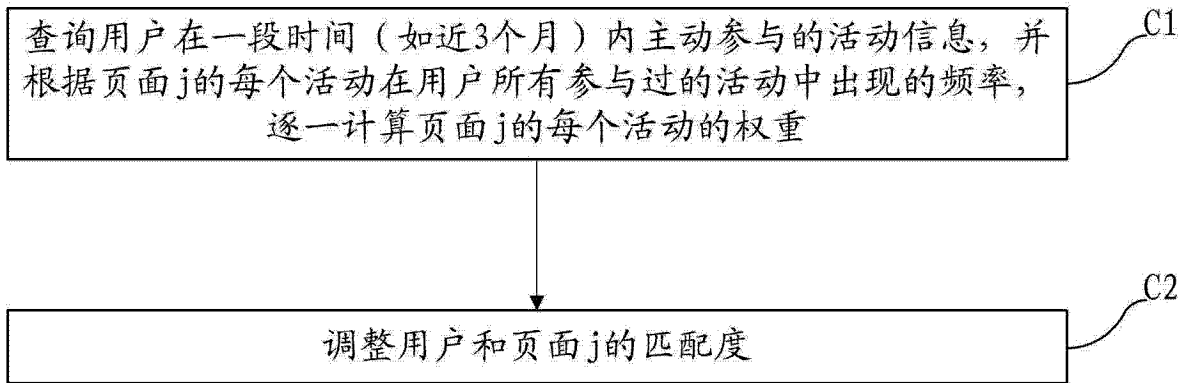 查询用户在一段时间（如近3个月）内主动参与的活动信息，并
根据页面j的每个活动在用户所有参与过的活动中出现的频率，
逐一计算页面j的每个活动的权重
C1
调整用户和页面j的匹配度
C2